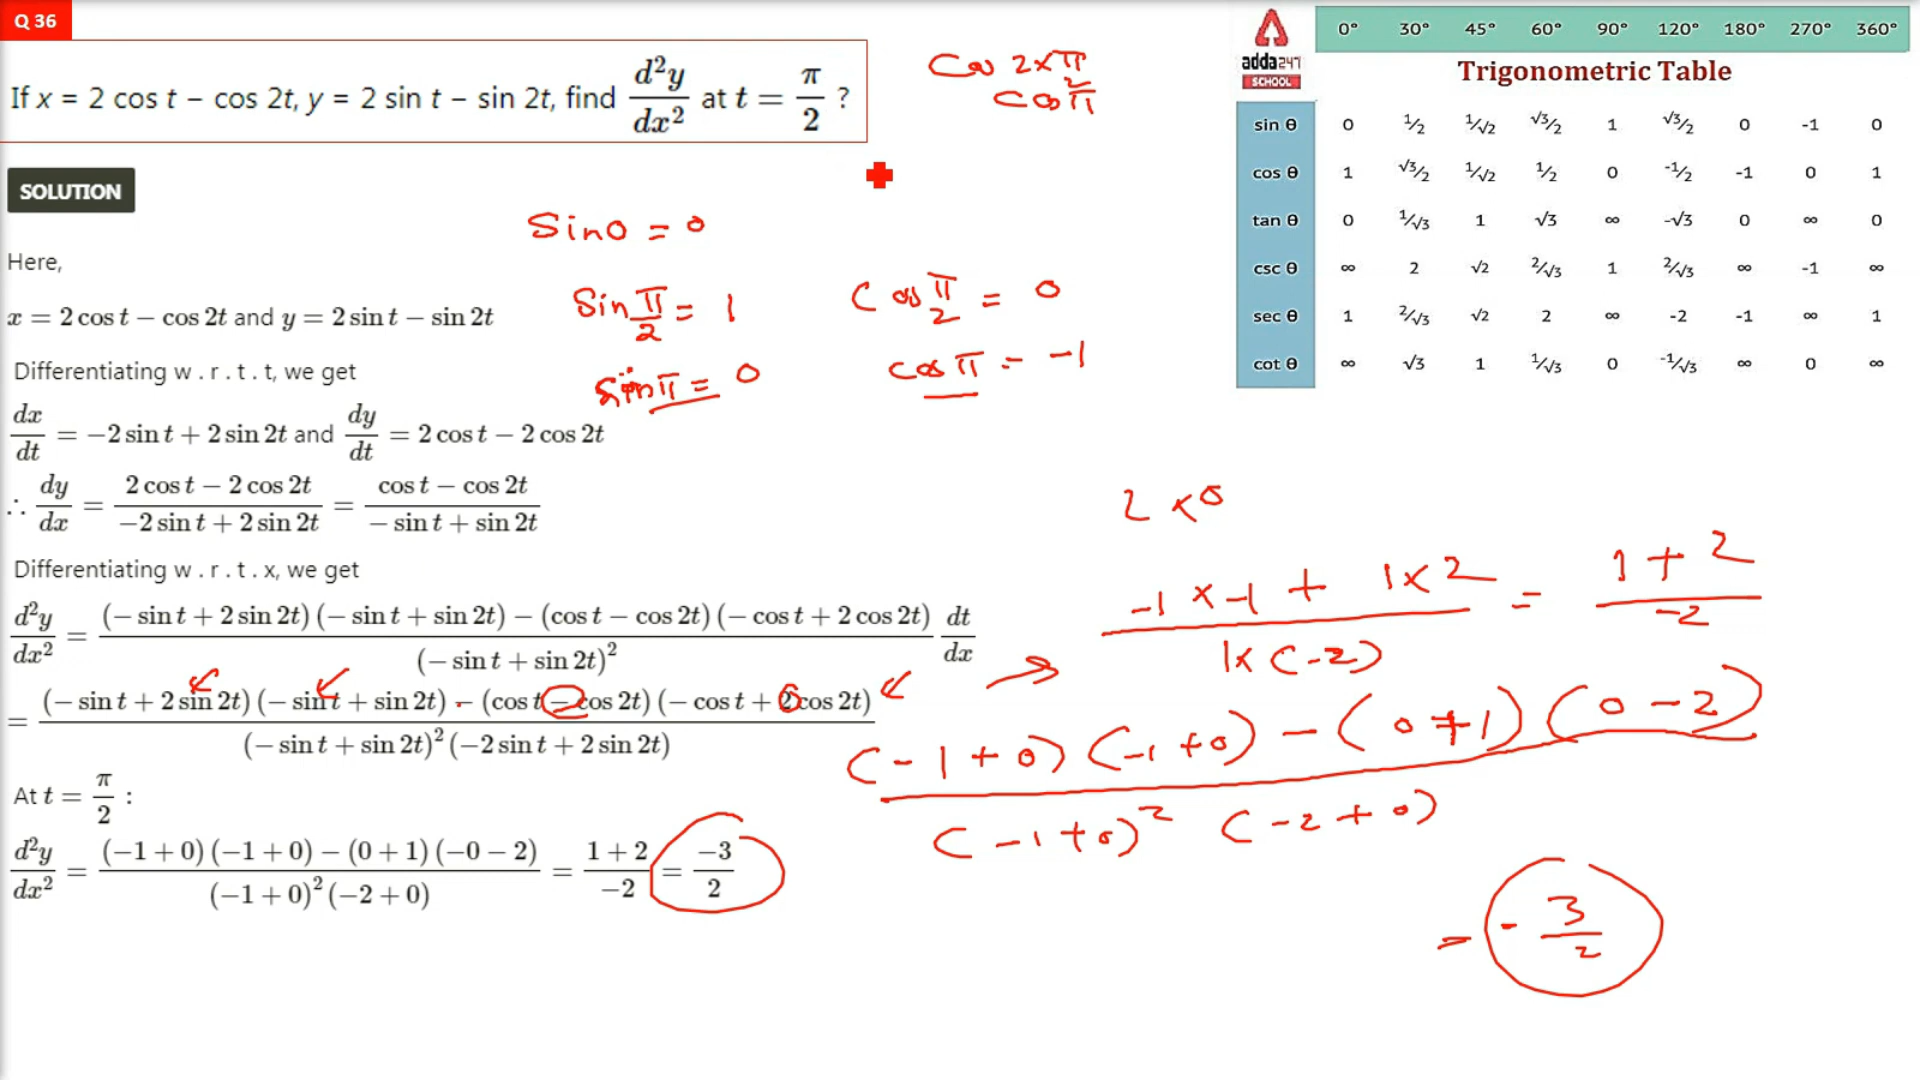 Q 36
If x = 2 cos t − cos 2t, y = 2 sin t − sin 2t, find d²y/dx² at t = π/2 ?
SOLUTION
Here,
x = 2 cos t − cos 2t and y = 2 sin t − sin 2t
Differentiating w . r . t . t, we get
dx/dt = −2 sin t + 2 sin 2t and dy/dt = 2 cos t − 2 cos 2t
∴ dy/dx = (2 cos t − 2 cos 2t)/(−2 sin t + 2 sin 2t) = (cos t − cos 2t)/(− sin t + sin 2t)
Differentiating w . r . t . x, we get
d²y/dx² = ((− sin t + 2 sin 2t) (− sin t + sin 2t) − (cos t − cos 2t) (− cos t + 2 cos 2t))/(− sin t + sin 2t)² dt/dx
= ((− sin t + 2 sin 2t) (− sin t + sin 2t) − (cos t − cos 2t) (− cos t + 2 cos 2t))/((− sin t + sin 2t)² (−2 sin t + 2 sin 2t))
At t = π/2 :
d²y/dx² = ((−1 + 0) (−1 + 0) − (0 + 1) (−0 − 2))/((−1 + 0)² (−2 + 0)) = (1 + 2)/−2 = −3/2
Cos 2×π/2
Cos π
Sin 0 = 0
Sin π/2 = 1
Cos π/2 = 0
Sin π = 0
Cos π = -1
2 × 0
(-1 × -1 + 1×2)/(1×(-2)) = (1+2)/-2
((-1+0) (-1+0) - (0+1) (0-2))/((-1+0)² (-2+0))
= -3/2
adda247
SCHOOL
0° 30° 45° 60° 90° 120° 180° 270° 360°
Trigonometric Table
sin θ 0 1/2 1/√2 √3/2 1 √3/2 0 -1 0
cos θ 1 √3/2 1/√2 1/2 0 -1/2 -1 0 1
tan θ 0 1/√3 1 √3 ∞ -√3 0 ∞ 0
csc θ ∞ 2 √2 2/√3 1 2/√3 ∞ -1 ∞
sec θ 1 2/√3 √2 2 ∞ -2 -1 ∞ 1
cot θ ∞ √3 1 1/√3 0 -1/√3 ∞ 0 ∞